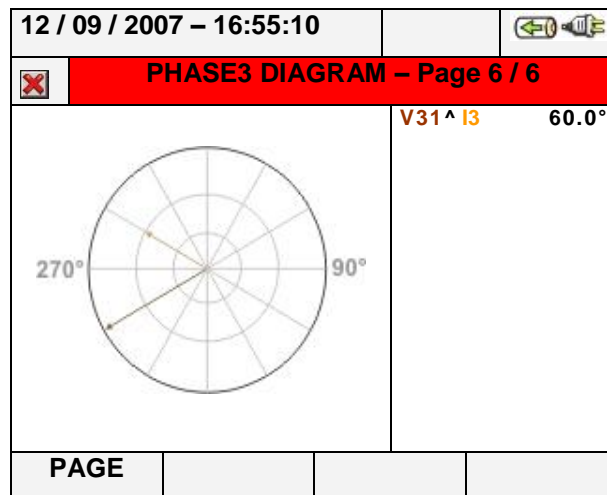 12 / 09 / 2007 – 16:55:10
PHASE3 DIAGRAM – Page 6 / 6
V31 ^ I3 60.0°
270° 90°
PAGE